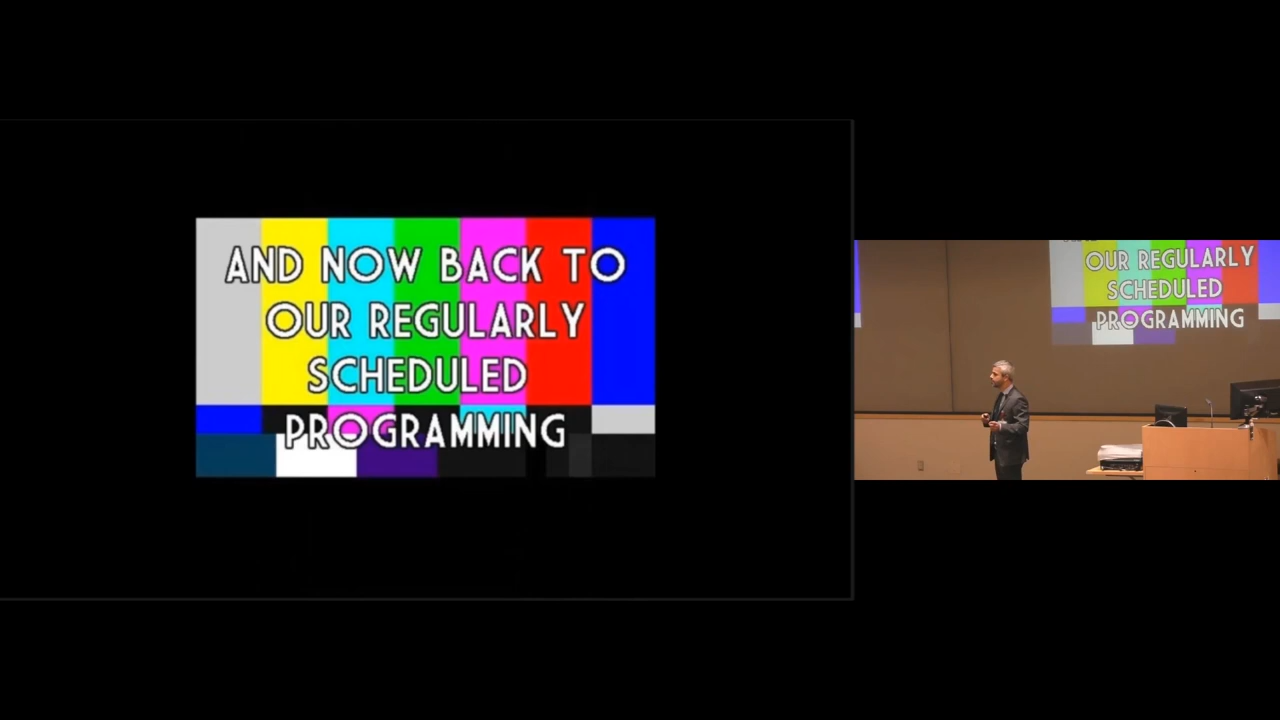 AND NOW BACK TO
OUR REGULARLY
SCHEDULED
PROGRAMMING
OUR REGULARLY
SCHEDULED
PROGRAMMING